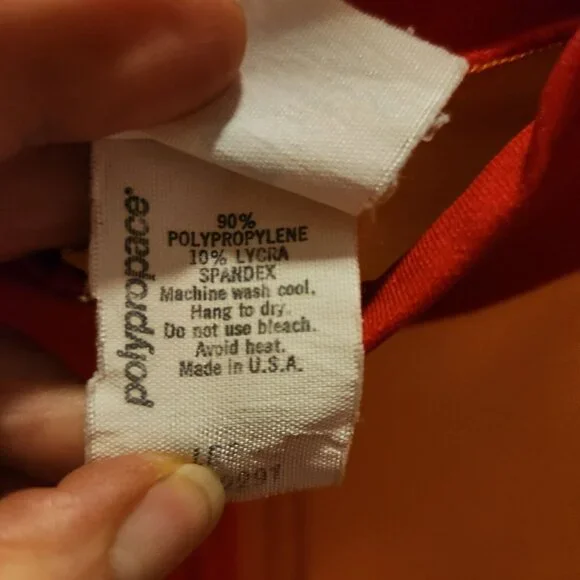 polypropace®
90%
POLYPROPYLENE
10% LYCRA
SPANDEX
Machine wash cool.
Hang to dry.
Do not use bleach.
Avoid heat.
Made in U.S.A.